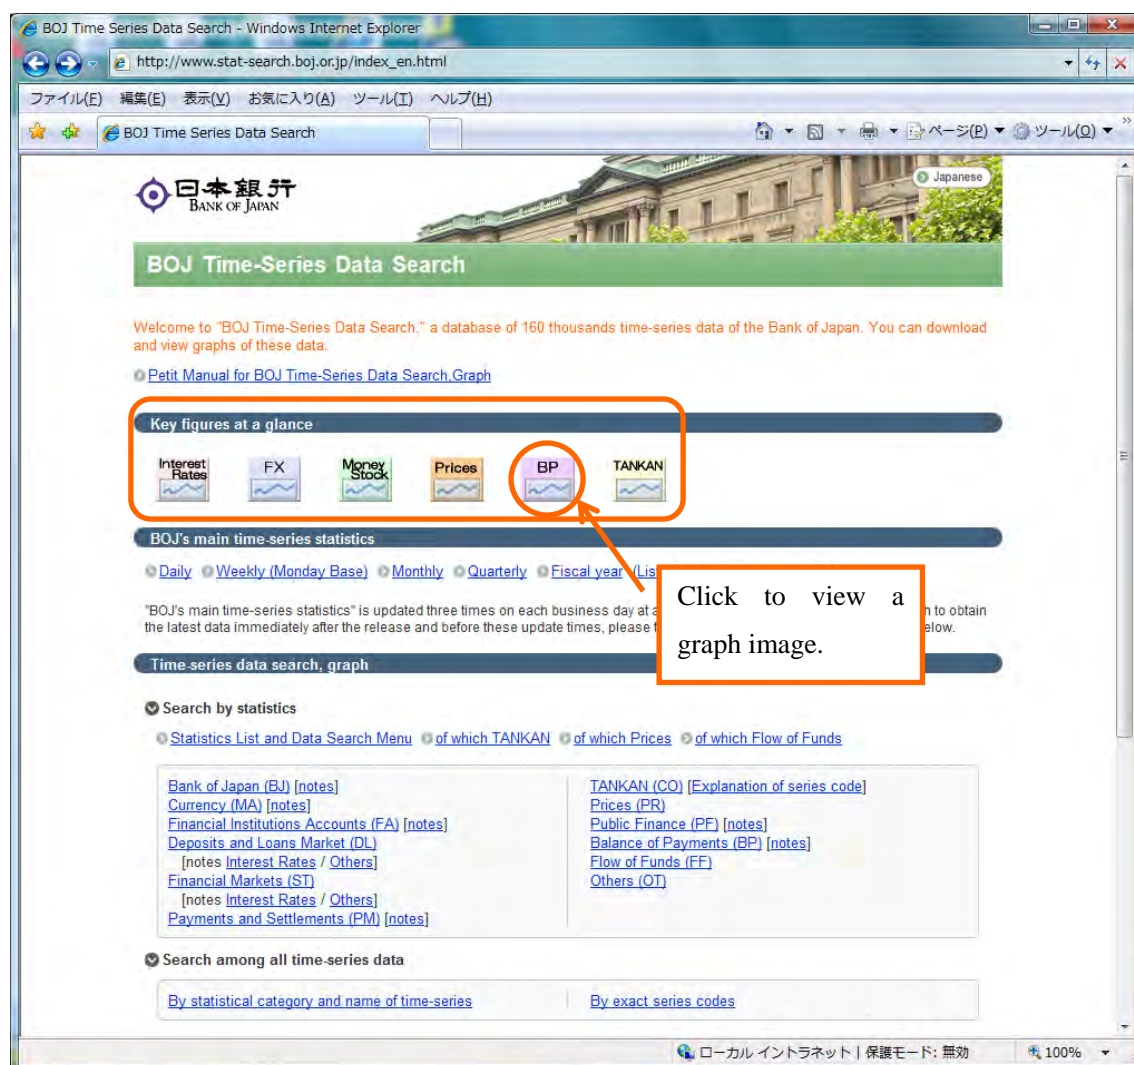 BOJ Time Series Data Search - Windows Internet Explorer
http://www.stat-search.boj.or.jp/index_en.html
ファイル(F) 編集(E) 表示(V) お気に入り(A) ツール(T) ヘルプ(H)
BOJ Time Series Data Search
ページ(P) ツール(O)
日本銀行
BANK OF JAPAN
Japanese
BOJ Time-Series Data Search
Welcome to "BOJ Time-Series Data Search," a database of 160 thousands time-series data of the Bank of Japan. You can download
and view graphs of these data.
Petit Manual for BOJ Time-Series Data Search,Graph
Key figures at a glance
Interest Rates FX Money Stock Prices BP TANKAN
BOJ's main time-series statistics
Daily Weekly (Monday Base) Monthly Quarterly Fiscal year (Lis
Click to view a
graph image.
"BOJ's main time-series statistics" is updated three times on each business day at a n to obtain
the latest data immediately after the release and before these update times, please elow.
Time-series data search, graph
Search by statistics
Statistics List and Data Search Menu of which TANKAN of which Prices of which Flow of Funds
Bank of Japan (BJ) [notes]
Currency (MA) [notes]
Financial Institutions Accounts (FA) [notes]
Deposits and Loans Market (DL)
[notes Interest Rates / Others]
Financial Markets (ST)
[notes Interest Rates / Others]
Payments and Settlements (PM) [notes]
TANKAN (CO) [Explanation of series code]
Prices (PR)
Public Finance (PF) [notes]
Balance of Payments (BP) [notes]
Flow of Funds (FF)
Others (OT)
Search among all time-series data
By statistical category and name of time-series By exact series codes
ローカル イントラネット | 保護モード: 無効 100%